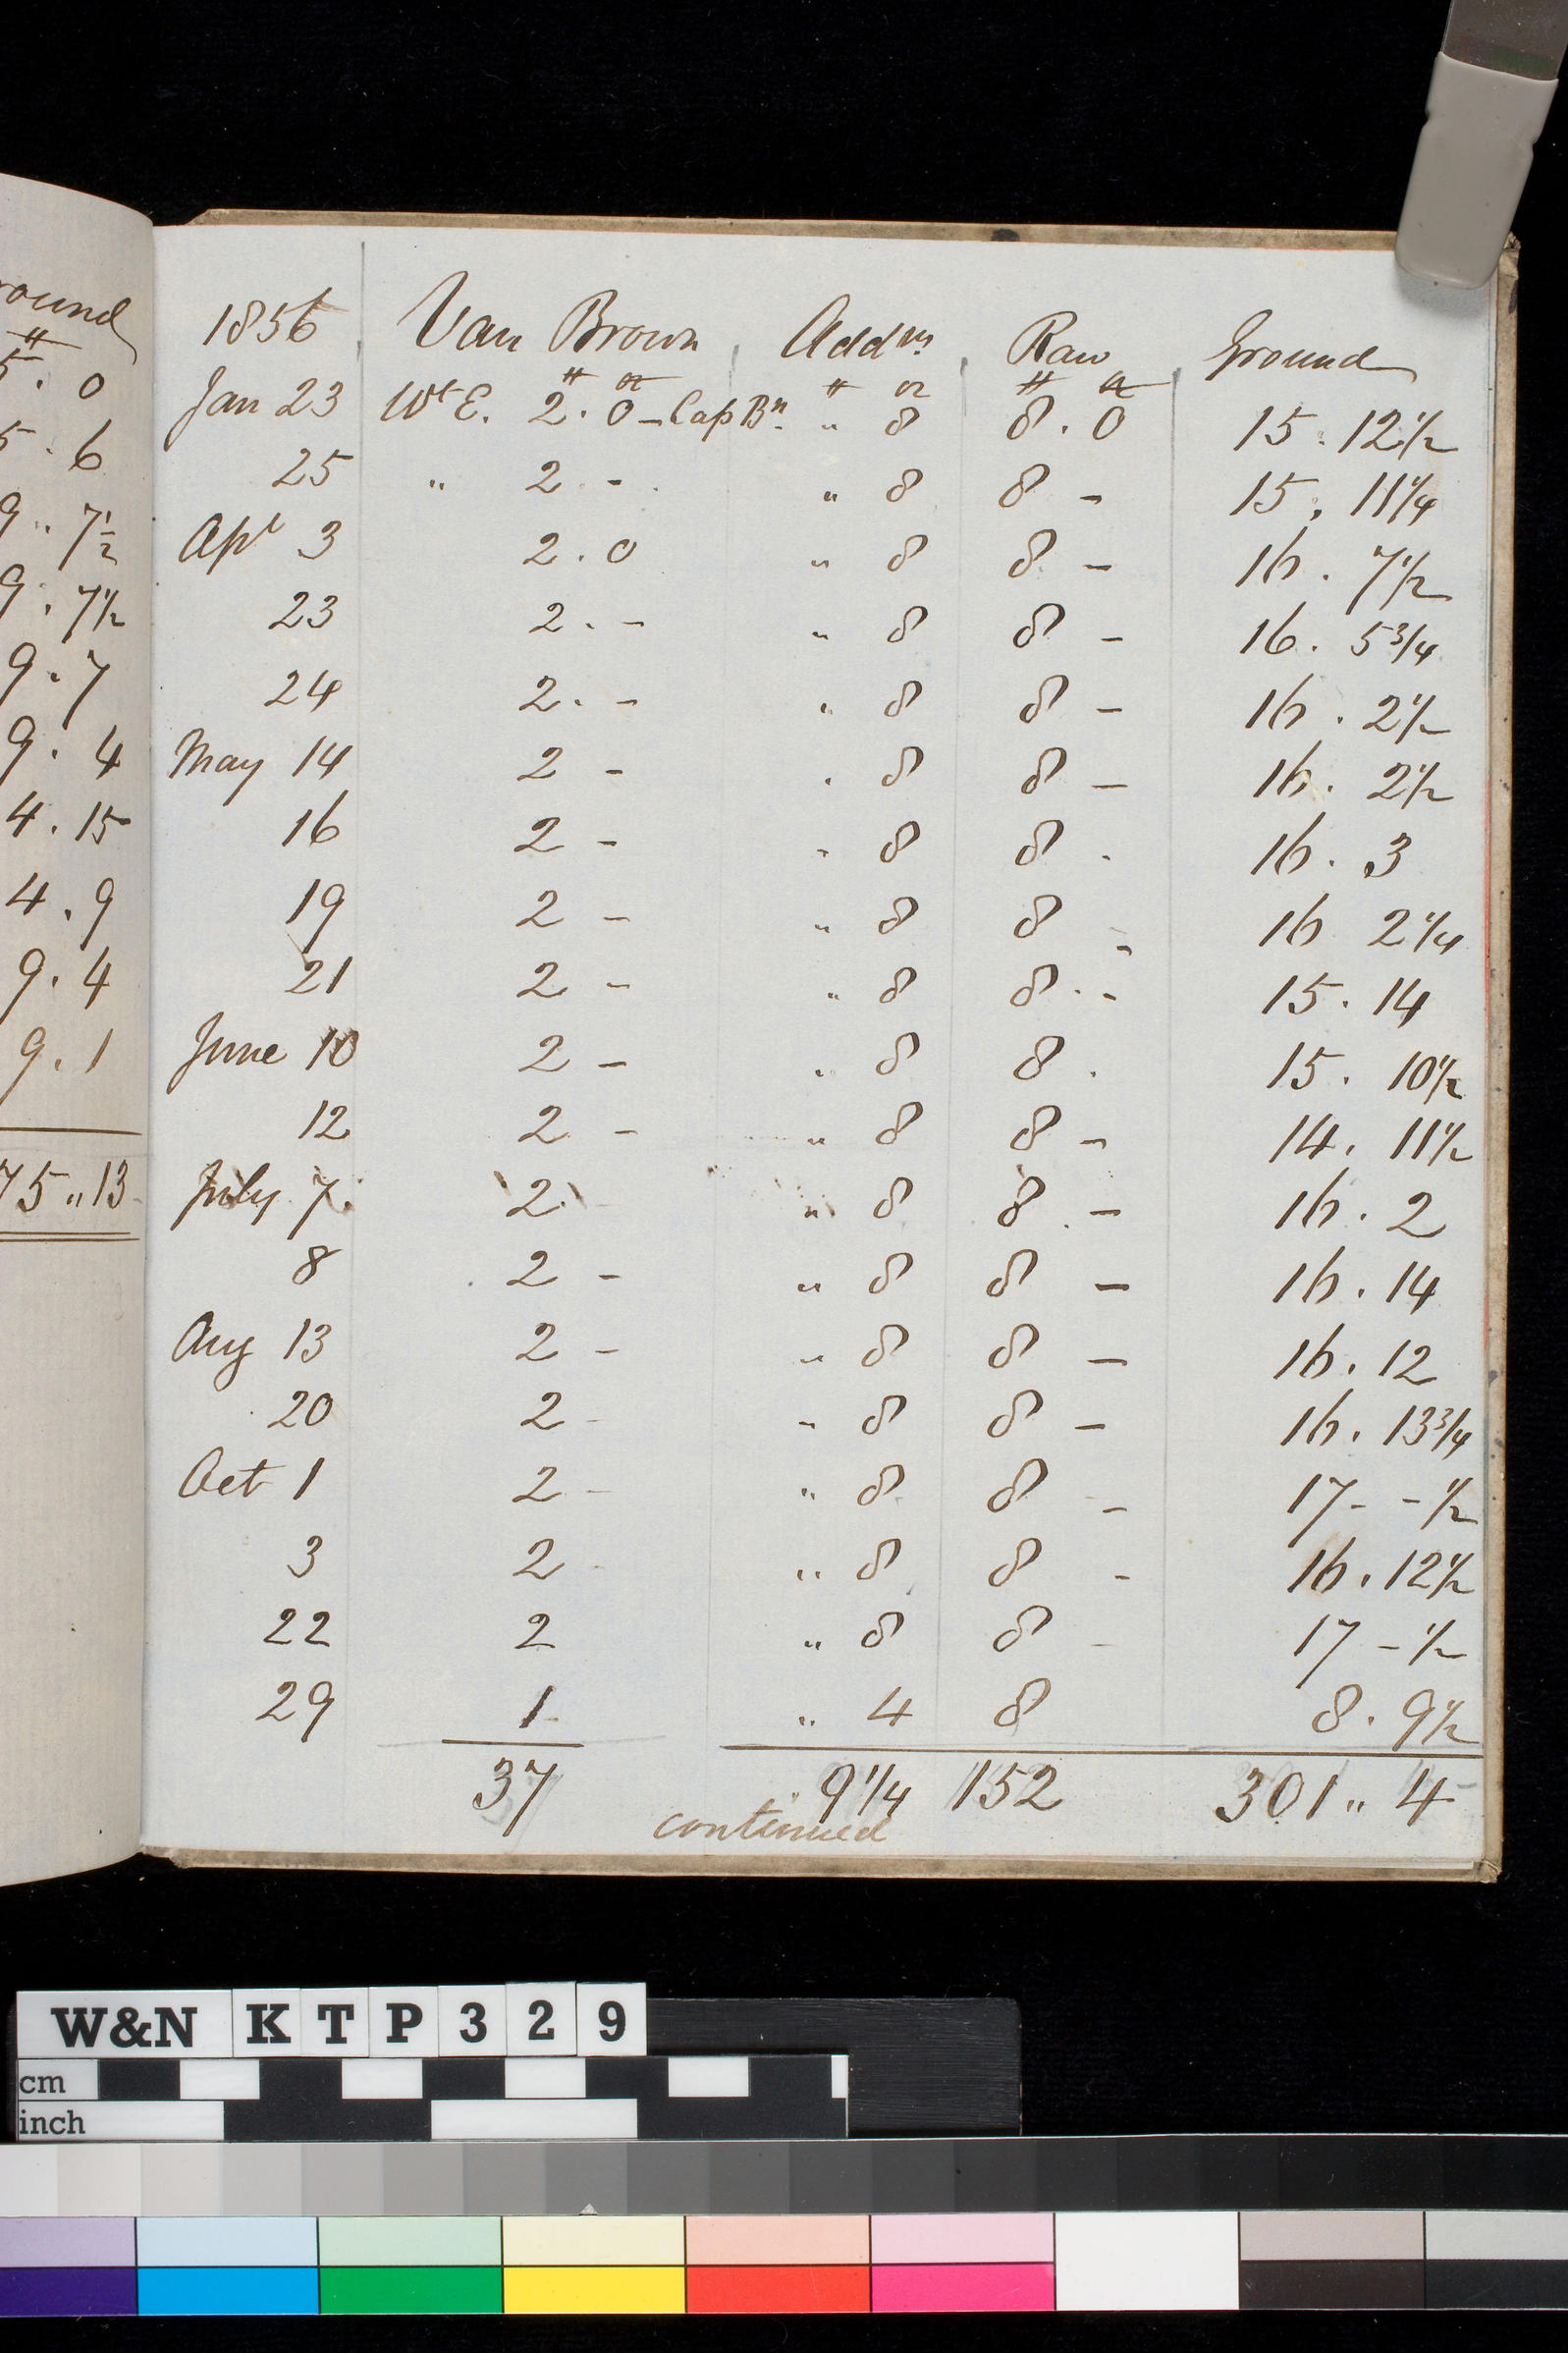 ound
#
5 . 0
5 . 6
9 " 7½
9 . 7½
9 . 7
9 . 4
4 . 15
4 . 9
9 . 4
9 . 1
75 " 13
1856 Van Brown Addns Raw Ground
# oz # oz # oz
Jan 23 Wt E. 2 . 0 – Cap Bn. " 8 8 . 0 15 . 12½
25 " 2 - . " 8 8 – 15 . 11¼
Apl 3 2 . 0 " 8 8 – 16 . 7½
23 2 . – " 8 8 – 16 . 5¾
24 2 . – " 8 8 – 16 . 2½
May 14 2 – . 8 8 – 16 . 2½
16 2 – " 8 8 . 16 . 3
19 2 – " 8 8 - 16 2¼
21 2 – " 8 8 . - 15 . 14
June 10 2 – . 8 8 . 15 . 10½
12 2 – " 8 8 – 14 . 11½
July 7. 2 - " 8 8 . – 16 . 2
8 2 – " 8 8 – 16 . 14
Aug 13 2 – " 8 8 – 16 . 12
20 2 - " 8 8 – 16 . 13¾
Oct 1 2 – " 8 8 – 17 - - ½
3 2 - " 8 8 - 16 . 12½
22 2 " 8 8 - 17 - ½
29 1 " 4 8 8 . 9½
37 9¼ 152 301 " 4
continued
W&N KTP329
cm
inch